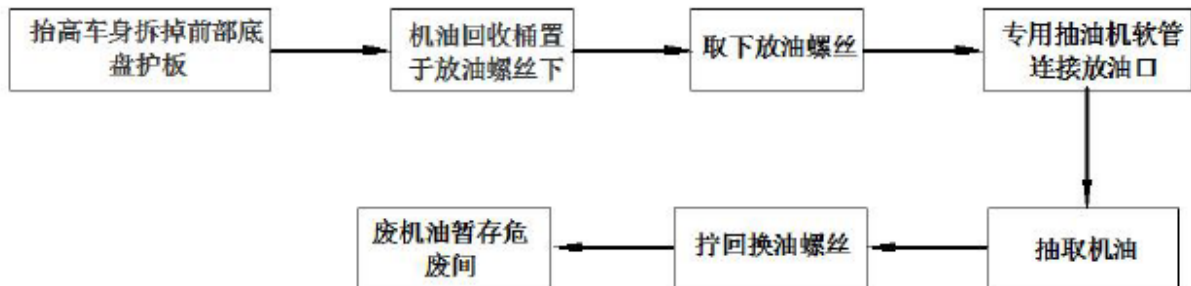 抬高车身拆掉前部底
盘护板
机油回收桶置
于放油螺丝下
取下放油螺丝
专用抽油机软管
连接放油口
抽取机油
拧回换油螺丝
废机油暂存危
废间